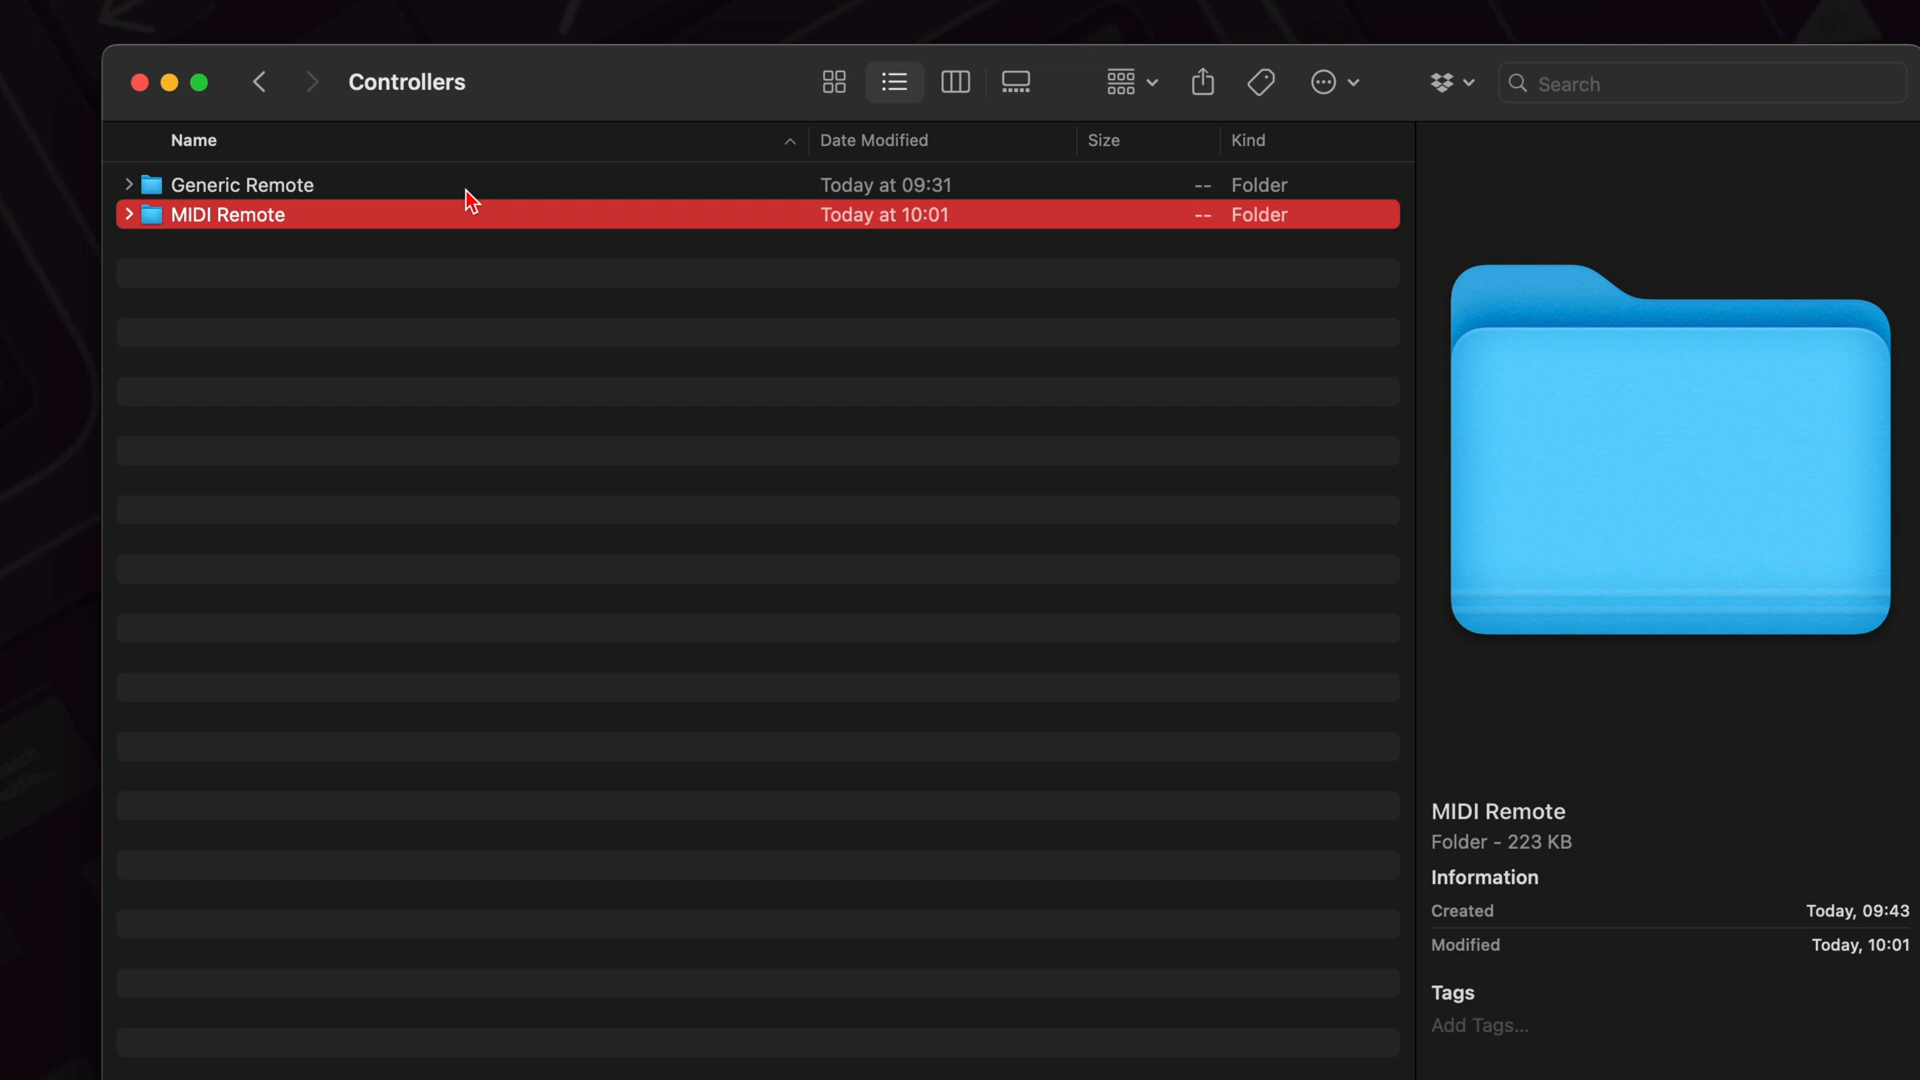 Controllers
Search
Name
Date Modified
Size
Kind
Generic Remote
Today at 09:31
--
Folder
MIDI Remote
Today at 10:01
--
Folder
MIDI Remote
Folder - 223 KB
Information
Created
Today, 09:43
Modified
Today, 10:01
Tags
Add Tags...